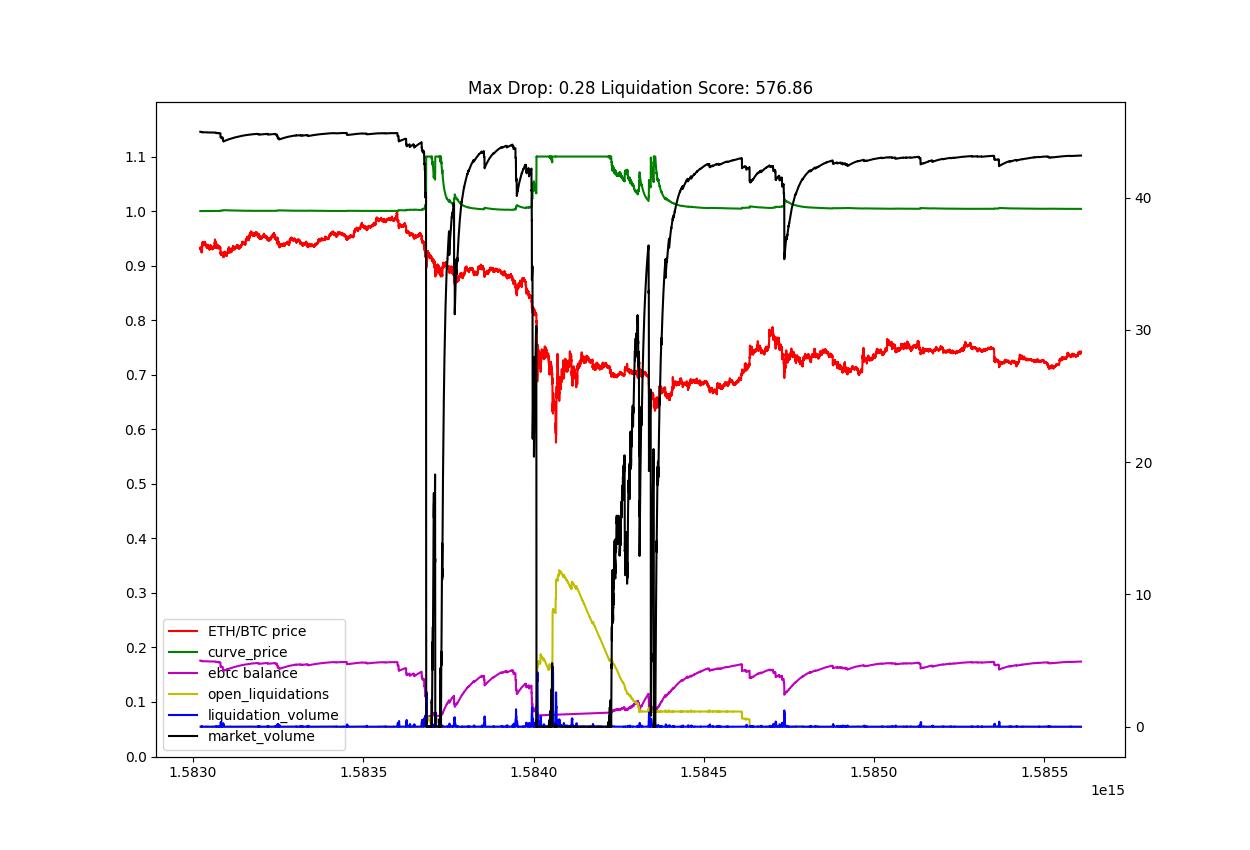 Max Drop: 0.28 Liquidation Score: 576.86
1.1
1.0
0.9
0.8
0.7
0.6
0.5
0.4
0.3
0.2
0.1
0.0
40
30
20
10
0
ETH/BTC price
curve_price
ebtc balance
open_liquidations
liquidation_volume
market_volume
1.5830 1.5835 1.5840 1.5845 1.5850 1.5855
1e15